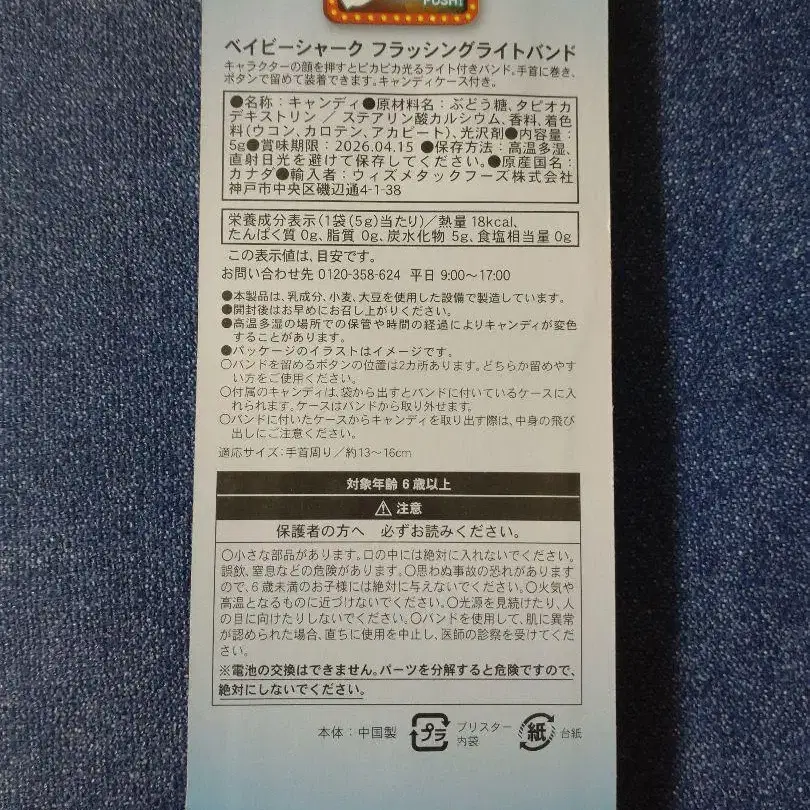 PUSH!
ベイビーシャーク フラッシングライトバンド
キャラクターの顔を押すとピカピカ光るライト付きバンド。手首に巻き、
ボタンで留めて装着できます。キャンディケース付き。
●名称：キャンディ●原材料名：ぶどう糖、タピオカ
デキストリン／ステアリン酸カルシウム、香料、着色
料(ウコン、カロテン、アカビート)、光沢剤●内容量：
5g●賞味期限：2026.04.15 ●保存方法：高温多湿、
直射日光を避けて保存してください。●原産国名：
カナダ●輸入者：ウィズメタックフーズ株式会社
神戸市中央区磯辺通4-1-38
栄養成分表示(1袋(5g)当たり)／熱量 18kcal、
たんぱく質 0g、脂質 0g、炭水化物 5g、食塩相当量 0g
この表示値は、目安です。
お問い合わせ先 0120-358-624 平日 9:00～17:00
●本製品は、乳成分、小麦、大豆を使用した設備で製造しています。
●開封後はお早めにお召し上がりください。
●高温多湿の場所での保管や時間の経過によりキャンディが変色
することがあります。
●パッケージのイラストはイメージです。
○バンドを留めるボタンの位置は2カ所あります。どちらか留めやす
い方をご使用ください。
○付属のキャンディは、袋から出すとバンドに付いているケースに入
れられます。ケースはバンドから取り外せます。
○バンドに付いたケースからキャンディを取り出す際は、中身の飛び
出しにご注意ください。
適応サイズ：手首周り／約13～16cm
対象年齢 6 歳以上
⚠ 注意
保護者の方へ 必ずお読みください。
○小さな部品があります。口の中には絶対に入れないでください。
誤飲、窒息などの危険があります。○思わぬ事故の恐れがあります
ので、6歳未満のお子様には絶対に与えないでください。○火気や
高温となるものに近づけないでください。○光源を見続けたり、人
の目に向けたりしないでください。○バンドを使用して、肌に異常
が認められた場合、直ちに使用を中止し、医師の診察を受けてくだ
さい。
※電池の交換はできません。パーツを分解すると危険ですので、
絶対にしないでください。
本体：中国製 プラ ブリスター 内袋 紙 台紙